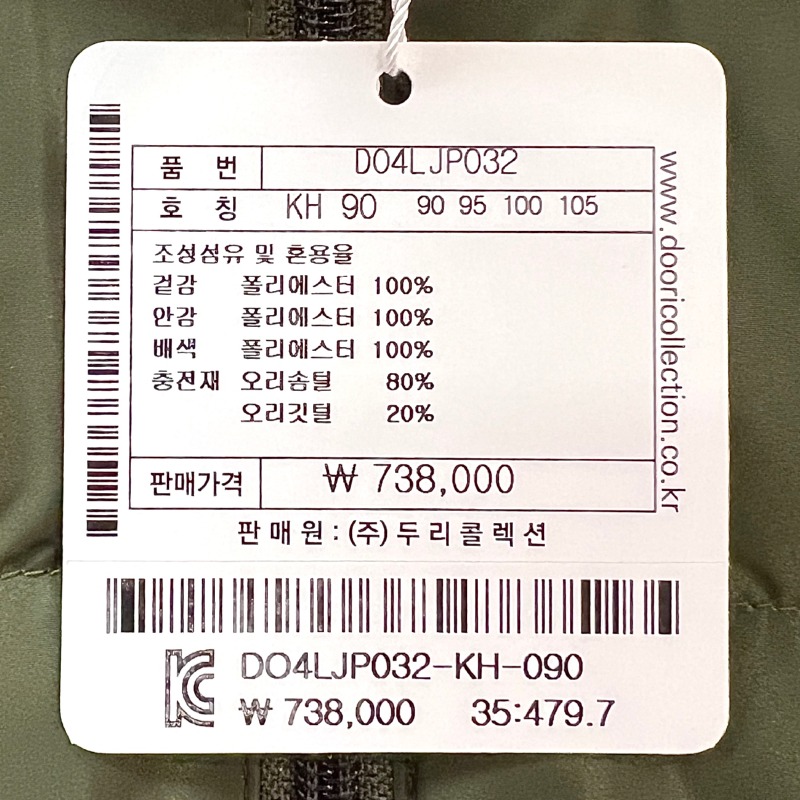 품 번 DO4LJP032
호 칭 KH 90 90 95 100 105
조성섬유 및 혼용율
겉감 폴리에스터 100%
안감 폴리에스터 100%
배색 폴리에스터 100%
충전재 오리솜털 80%
오리깃털 20%
판매가격 ₩ 738,000
판 매 원 : (주) 두 리 콜 렉 션
www.dooricollection.co.kr
KC DO4LJP032-KH-090
₩ 738,000 35:479.7